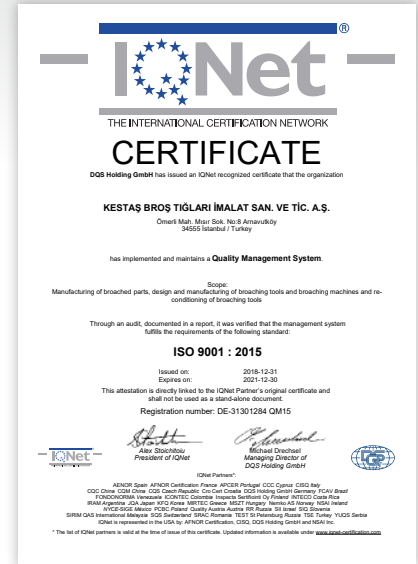 IQNet ®
THE INTERNATIONAL CERTIFICATION NETWORK
CERTIFICATE
DQS Holding GmbH has issued an IQNet recognized certificate that the organization
KESTAŞ BROŞ TIĞLARI İMALAT SAN. VE TİC. A.Ş.
Ömerli Mah. Mısır Sok. No:8 Arnavutköy
34555 İstanbul / Turkey
has implemented and maintains a Quality Management System.
Scope:
Manufacturing of broached parts, design and manufacturing of broaching tools and broaching machines and re-
conditioning of broaching tools
Through an audit, documented in a report, it was verified that the management system
fulfills the requirements of the following standard:
ISO 9001 : 2015
Issued on: 2018-12-31
Expires on: 2021-12-30
This attestation is directly linked to the IQNet Partner's original certificate and
shall not be used as a stand-alone document.
Registration number: DE-31301284 QM15
Alex Stoichitoiu
President of IQNet
Michael Drechsel
Managing Director of
DQS Holding GmbH
IQNet
DQS
IQNet Partners*:
AENOR Spain AFNOR Certification France APCER Portugal CCC Cyprus CISQ Italy
CQC China CQM China CQS Czech Republic Cro Cert Croatia DQS Holding GmbH Germany FCAV Brazil
FONDONORMA Venezuela ICONTEC Colombia Inspecta Sertifiointi Oy Finland INTECO Costa Rica
IRAM Argentina JQA Japan KFQ Korea MIRTEC Greece MSZT Hungary Nemko AS Norway NSAI Ireland
NYCE-SIGE México PCBC Poland Quality Austria Austria RR Russia SII Israel SIQ Slovenia
SIRIM QAS International Malaysia SQS Switzerland SRAC Romania TEST St Petersburg Russia TSE Turkey YUQS Serbia
IQNet is represented in the USA by: AFNOR Certification, CISQ, DQS Holding GmbH and NSAI Inc.
* The list of IQNet partners is valid at the time of issue of this certificate. Updated information is available under www.iqnet-certification.com